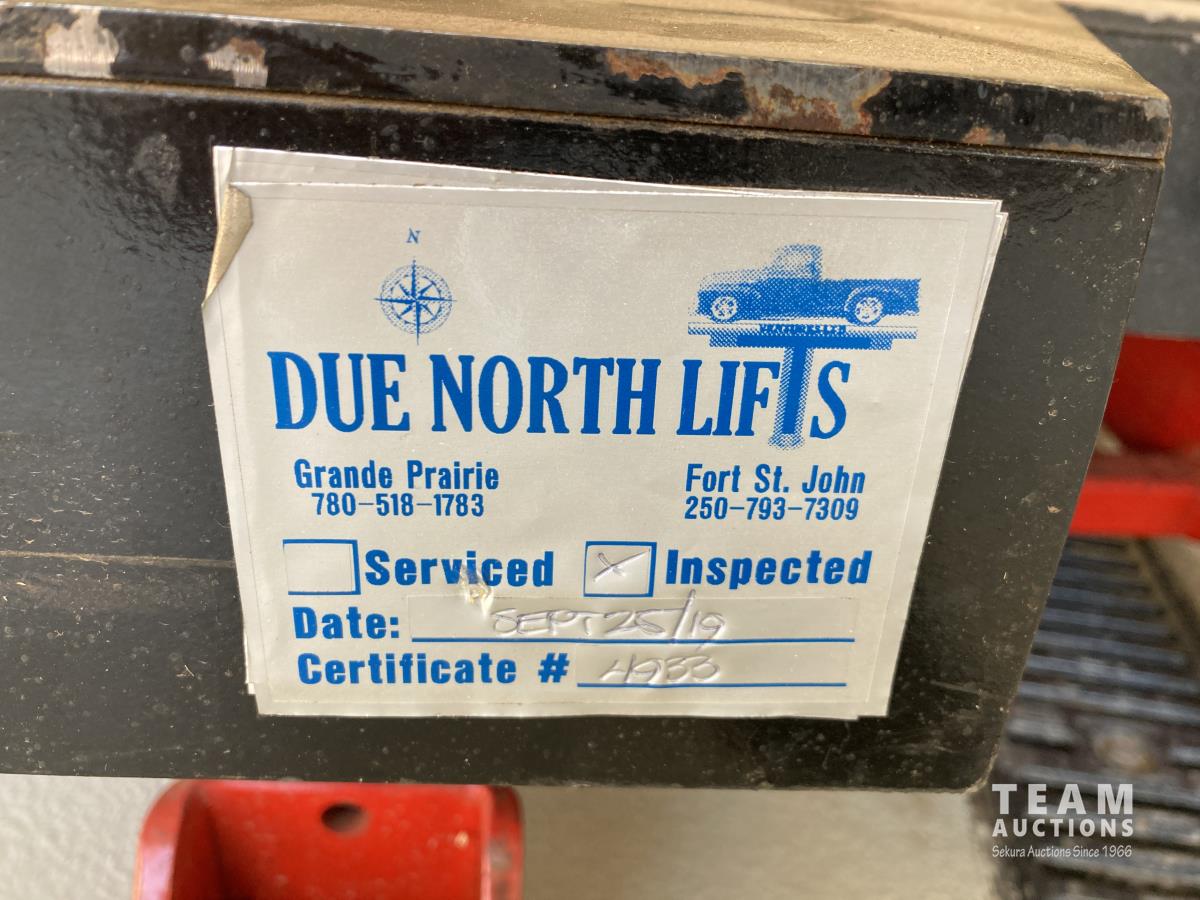 N
DUE NORTH LIFTS
Grande Prairie
780-518-1783
Fort St. John
250-793-7309
Serviced X Inspected
Date: SEPT 25/19
Certificate # 4933
TEAM
AUCTIONS
Sekura Auctions Since 1966